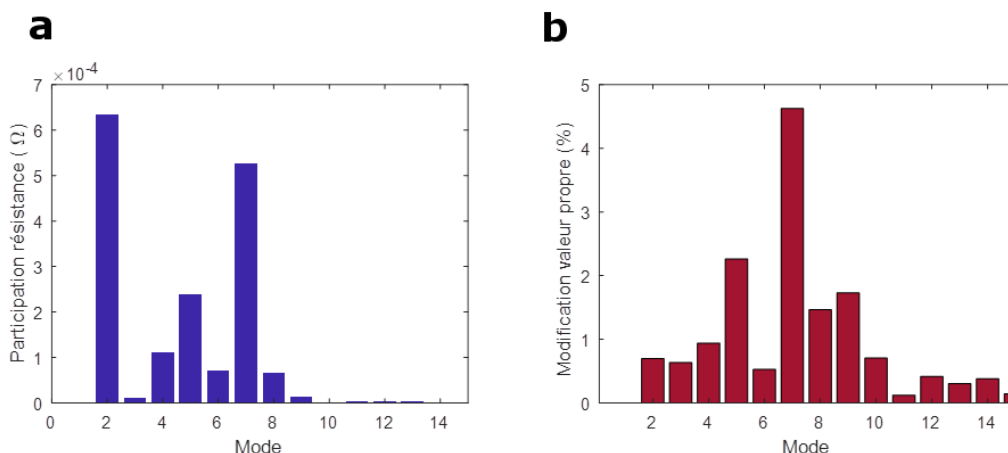 a
×10-4
7
6
5
4
3
2
1
0
Participation résistance ( Ω )
0 2 4 6 8 10 12 14
Mode
b
5
4
3
2
1
0
Modification valeur propre (%)
2 4 6 8 10 12 14
Mode